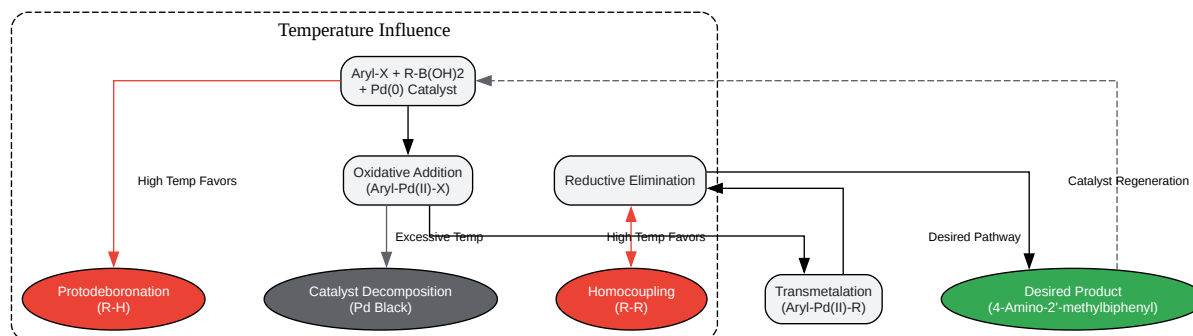 Temperature Influence
Aryl-X + R-B(OH)2
+ Pd(0) Catalyst
Oxidative Addition
(Aryl-Pd(II)-X)
Reductive Elimination
High Temp Favors
Catalyst Regeneration
Excessive Temp
High Temp Favors
Desired Pathway
Protodeboronation
(R-H)
Catalyst Decomposition
(Pd Black)
Homocoupling
(R-R)
Transmetalation
(Aryl-Pd(II)-R)
Desired Product
(4-Amino-2'-methylbiphenyl)